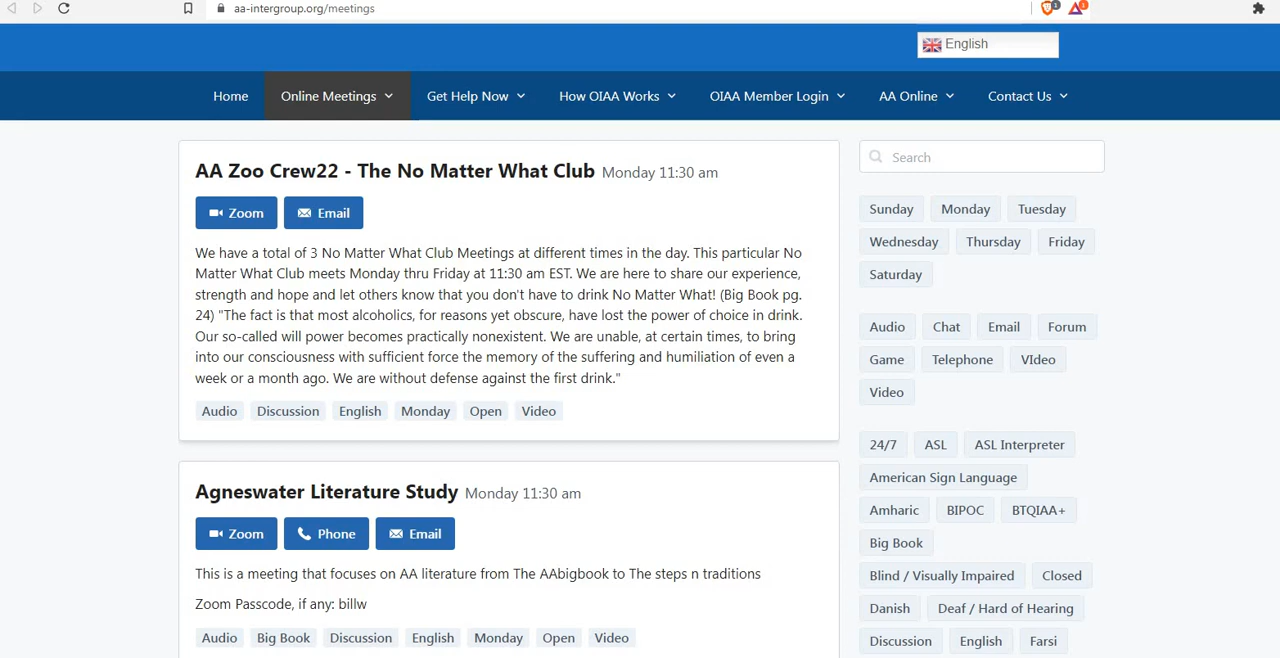 aa-intergroup.org/meetings
1
1
English
Home
Online Meetings
Get Help Now
How OIAA Works
OIAA Member Login
AA Online
Contact Us
AA Zoo Crew22 - The No Matter What Club Monday 11:30 am
Zoom
Email
We have a total of 3 No Matter What Club Meetings at different times in the day. This particular No
Matter What Club meets Monday thru Friday at 11:30 am EST. We are here to share our experience,
strength and hope and let others know that you don't have to drink No Matter What! (Big Book pg.
24) "The fact is that most alcoholics, for reasons yet obscure, have lost the power of choice in drink.
Our so-called will power becomes practically nonexistent. We are unable, at certain times, to bring
into our consciousness with sufficient force the memory of the suffering and humiliation of even a
week or a month ago. We are without defense against the first drink."
Audio Discussion English Monday Open Video
Agneswater Literature Study Monday 11:30 am
Zoom
Phone
Email
This is a meeting that focuses on AA literature from The AAbigbook to The steps n traditions
Zoom Passcode, if any: billw
Audio Big Book Discussion English Monday Open Video
Search
Sunday Monday Tuesday
Wednesday Thursday Friday
Saturday
Audio Chat Email Forum
Game Telephone VIdeo
Video
24/7 ASL ASL Interpreter
American Sign Language
Amharic BIPOC BTQIAA+
Big Book
Blind / Visually Impaired Closed
Danish Deaf / Hard of Hearing
Discussion English Farsi